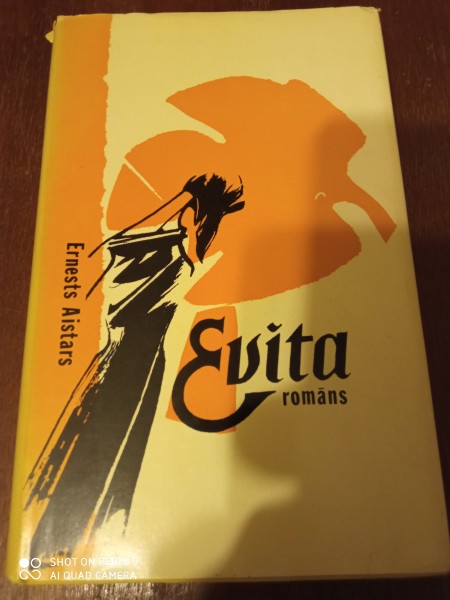 Ernests Aistars
Evita
romāns
SHOT ON
AI QUAD CAMERA